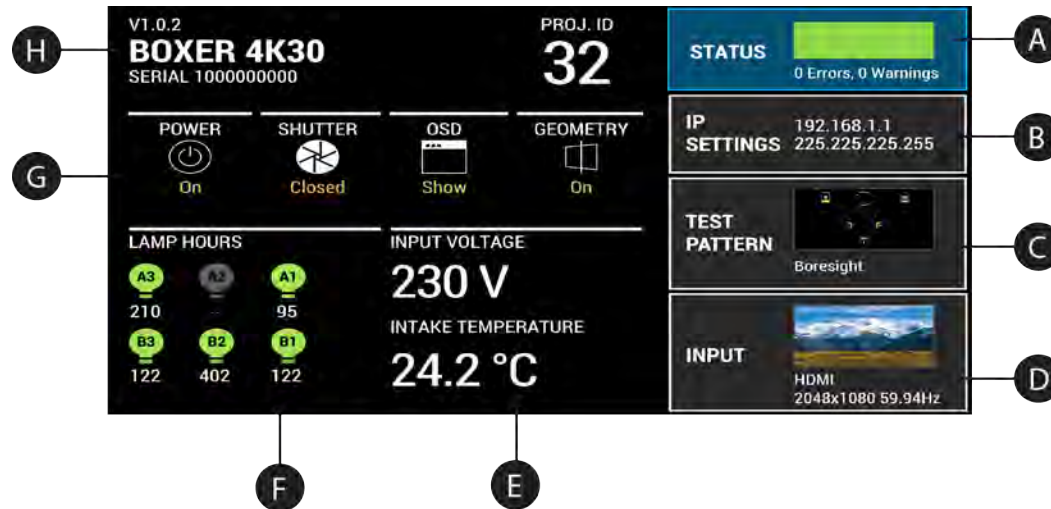 V1.0.2
BOXER 4K30
SERIAL 1000000000
PROJ. ID
32
POWER
On
SHUTTER
Closed
OSD
Show
GEOMETRY
On
LAMP HOURS
A3
A2
A1
210
--
95
B3
B2
B1
122
402
122
INPUT VOLTAGE
230 V
INTAKE TEMPERATURE
24.2 °C
STATUS
0 Errors, 0 Warnings
IP
SETTINGS
192.168.1.1
225.225.225.255
TEST
PATTERN
Boresight
INPUT
HDMI
2048x1080 59.94Hz
A
B
C
D
E
F
G
H